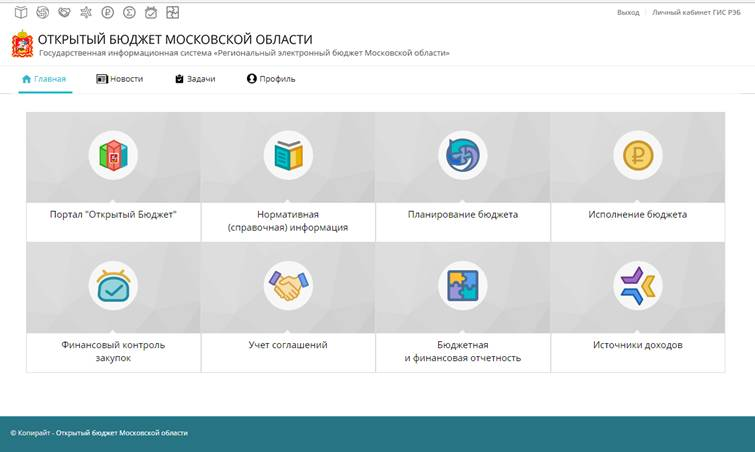 Выход | Личный кабинет ГИС РЭБ
ОТКРЫТЫЙ БЮДЖЕТ МОСКОВСКОЙ ОБЛАСТИ
Государственная информационная система «Региональный электронный бюджет Московской области»
Главная Новости Задачи Профиль
Портал "Открытый Бюджет"
Нормативная
(справочная) информация
Планирование бюджета
Исполнение бюджета
Финансовый контроль
закупок
Учет соглашений
Бюджетная
и финансовая отчетность
Источники доходов
© Копирайт - Открытый бюджет Московской области